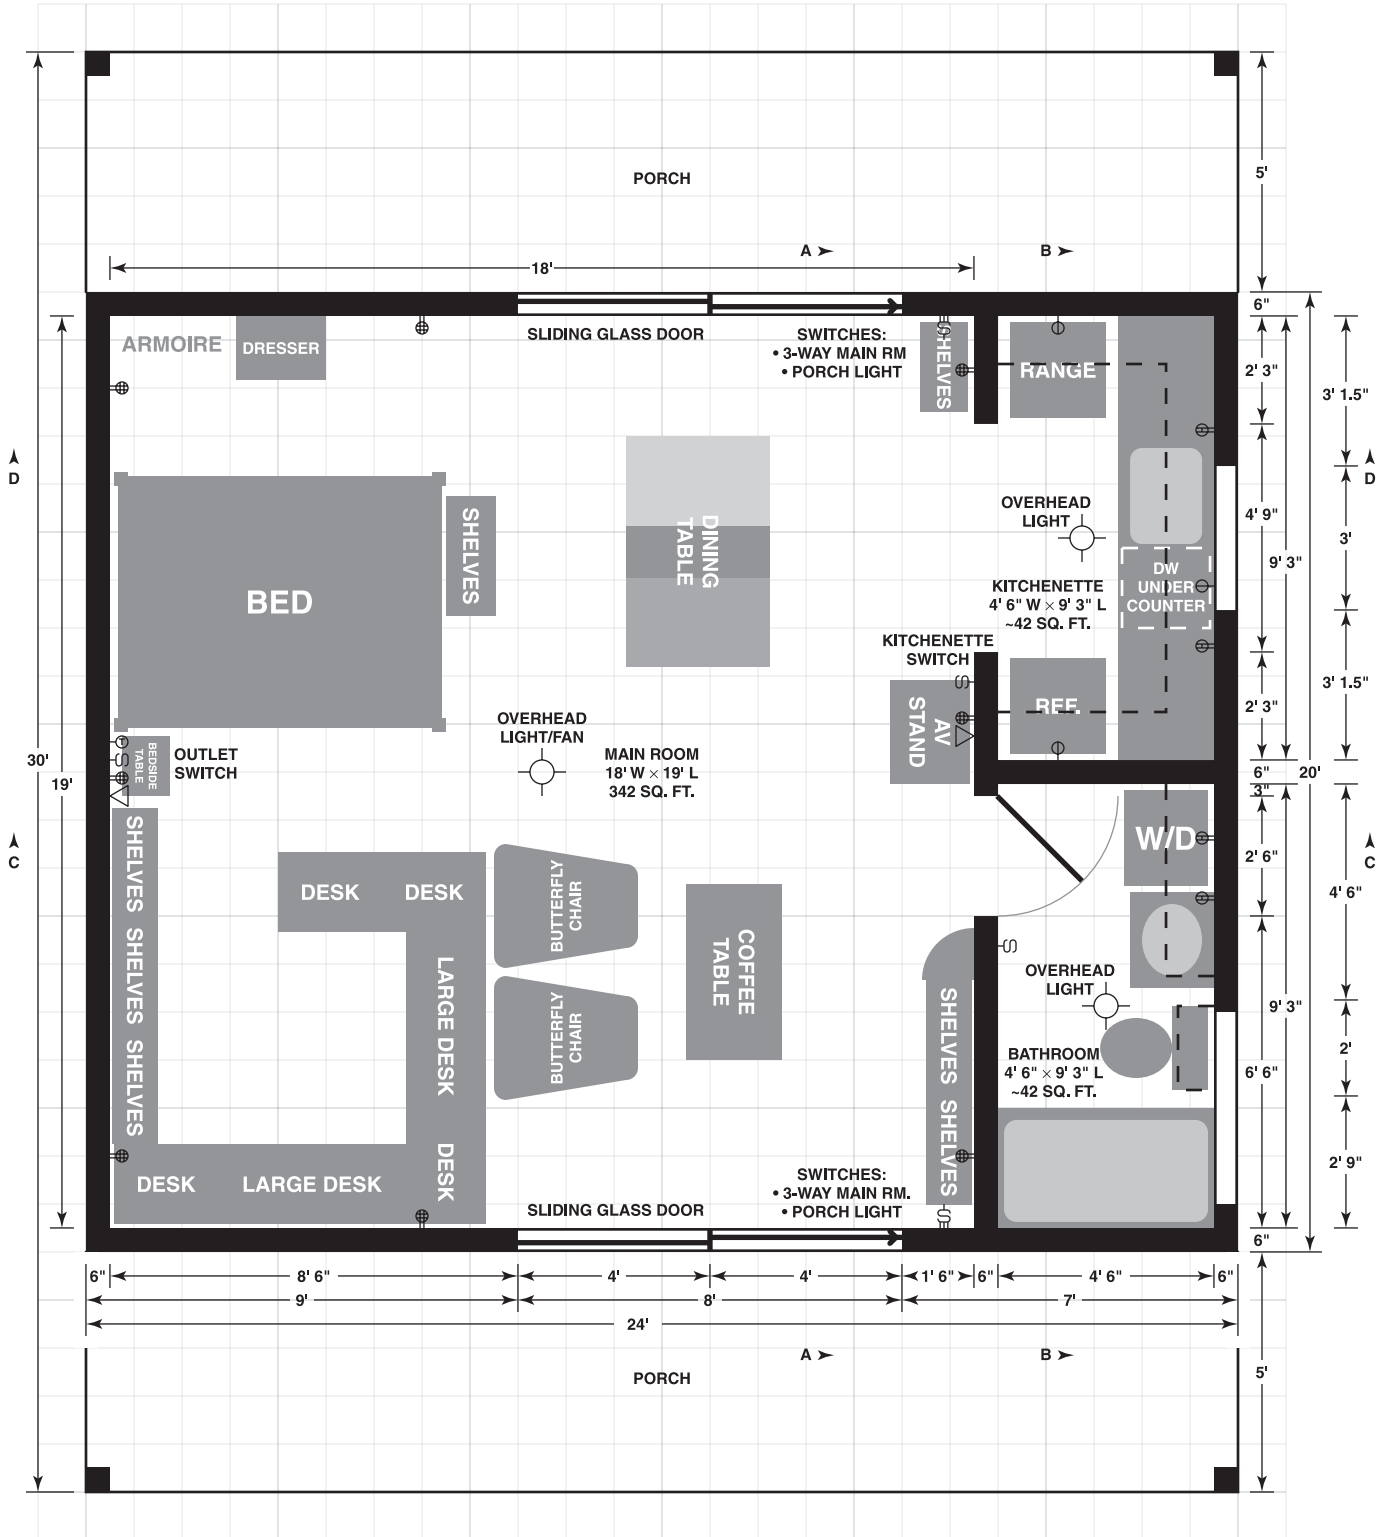 5'
PORCH
A
B
18'
6"
ARMOIRE
DRESSER
SLIDING GLASS DOOR
SWITCHES:
• 3-WAY MAIN RM
• PORCH LIGHT
SHELVES
RANGE
2' 3"
3' 1.5"
D
D
BED
SHELVES
DINING
TABLE
OVERHEAD
LIGHT
4' 9"
3'
9' 3"
DW
UNDER
COUNTER
KITCHENETTE
4' 6" W × 9' 3" L
~42 SQ. FT.
KITCHENETTE
SWITCH
3' 1.5"
REF.
2' 3"
AV
STAND
OVERHEAD
LIGHT/FAN
MAIN ROOM
18' W × 19' L
342 SQ. FT.
BEDSIDE
TABLE
OUTLET
SWITCH
30'
19'
6"
20'
3"
SHELVES
SHELVES
SHELVES
W/D
2' 6"
C
C
4' 6"
DESK
DESK
BUTTERFLY
CHAIR
COFFEE
TABLE
LARGE DESK
BUTTERFLY
CHAIR
SHELVES
SHELVES
OVERHEAD
LIGHT
9' 3"
2'
BATHROOM
4' 6" × 9' 3" L
~42 SQ. FT.
6' 6"
2' 9"
DESK
LARGE DESK
DESK
SWITCHES:
• 3-WAY MAIN RM.
• PORCH LIGHT
SLIDING GLASS DOOR
6"
6"
8' 6"
4'
4'
1' 6"
6"
4' 6"
6"
9'
8'
7'
24'
A
B
5'
PORCH